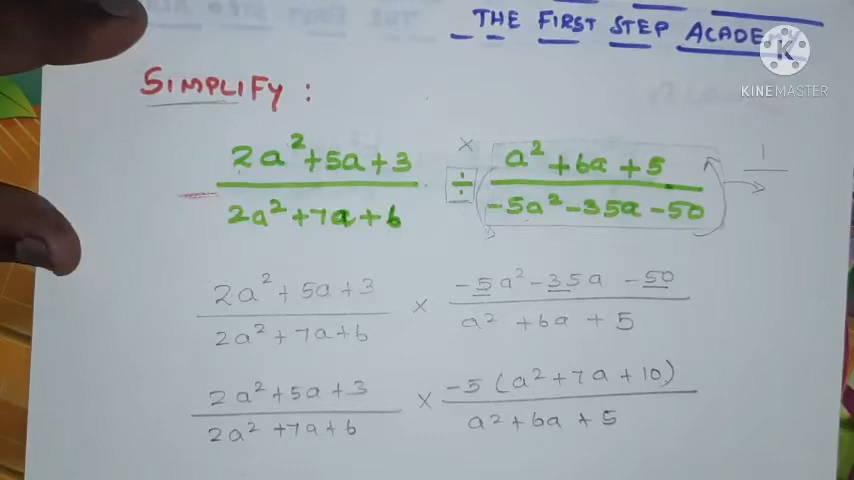 THE FIRST STEP ACADEMY
K
KINEMASTER
SIMPLIFY :
2a²+5a+3 / 2a²+7a+6 ÷ a²+6a+5 / -5a²-35a-50
×
1
2a²+5a+3 / 2a²+7a+6 × -5a²-35a-50 / a²+6a+5
2a²+5a+3 / 2a²+7a+6 × -5(a²+7a+10) / a²+6a+5